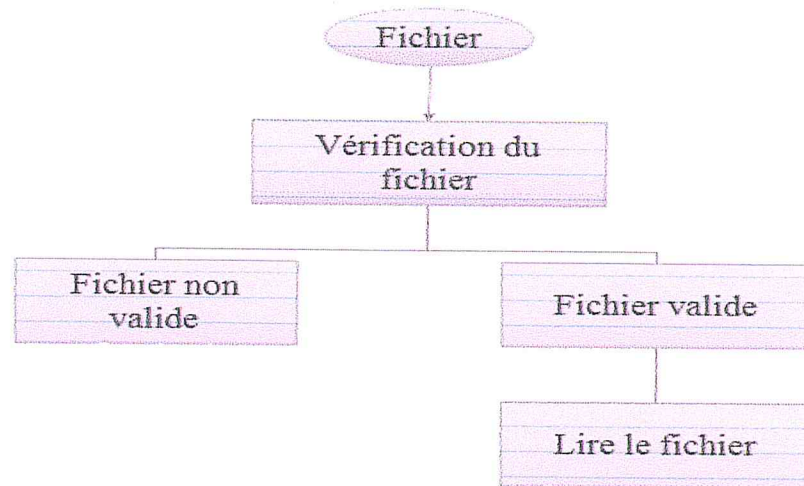 Fichier
Vérification du
fichier
Fichier non
valide
Fichier valide
Lire le fichier